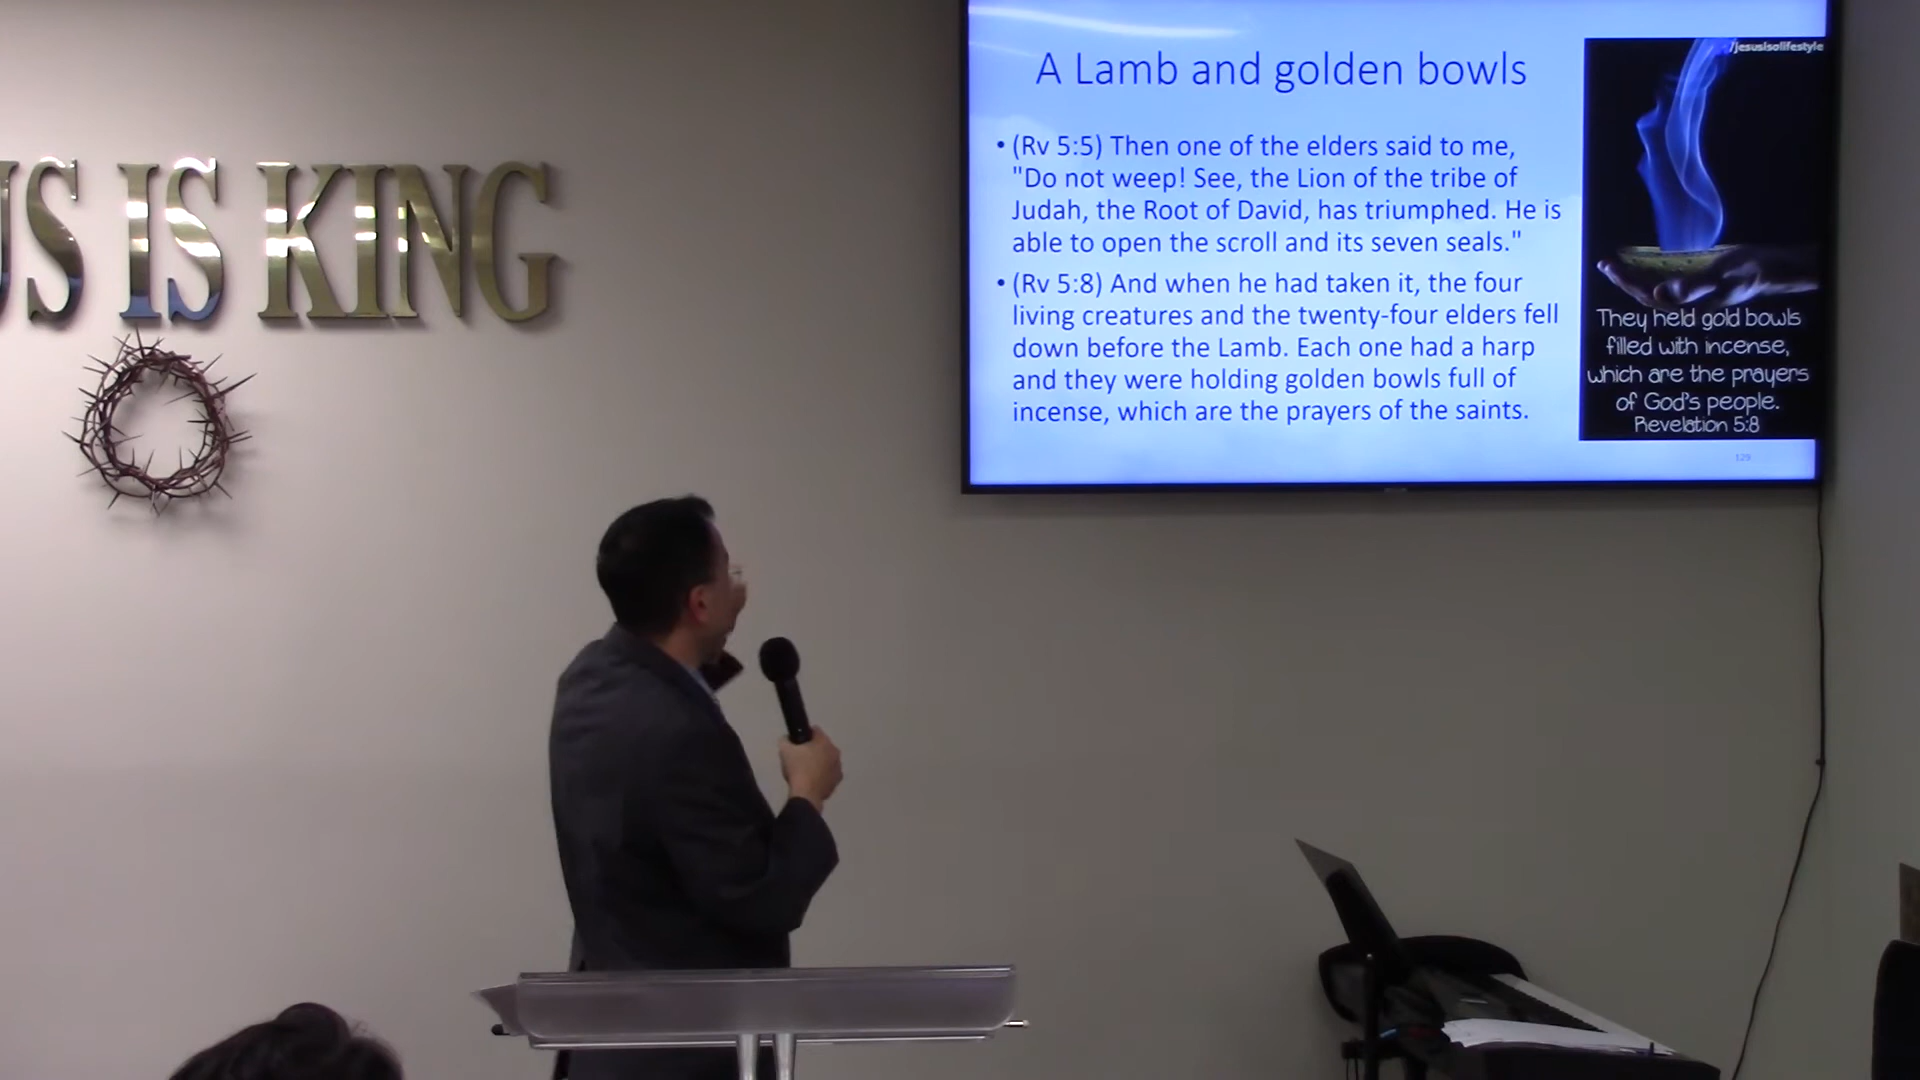 US IS KING
A Lamb and golden bowls
• (Rv 5:5) Then one of the elders said to me,
"Do not weep! See, the Lion of the tribe of
Judah, the Root of David, has triumphed. He is
able to open the scroll and its seven seals."
• (Rv 5:8) And when he had taken it, the four
living creatures and the twenty-four elders fell
down before the Lamb. Each one had a harp
and they were holding golden bowls full of
incense, which are the prayers of the saints.
/jesusisolifestyle
They held gold bowls
filled with incense,
which are the prayers
of God's people.
Revelation 5:8
129